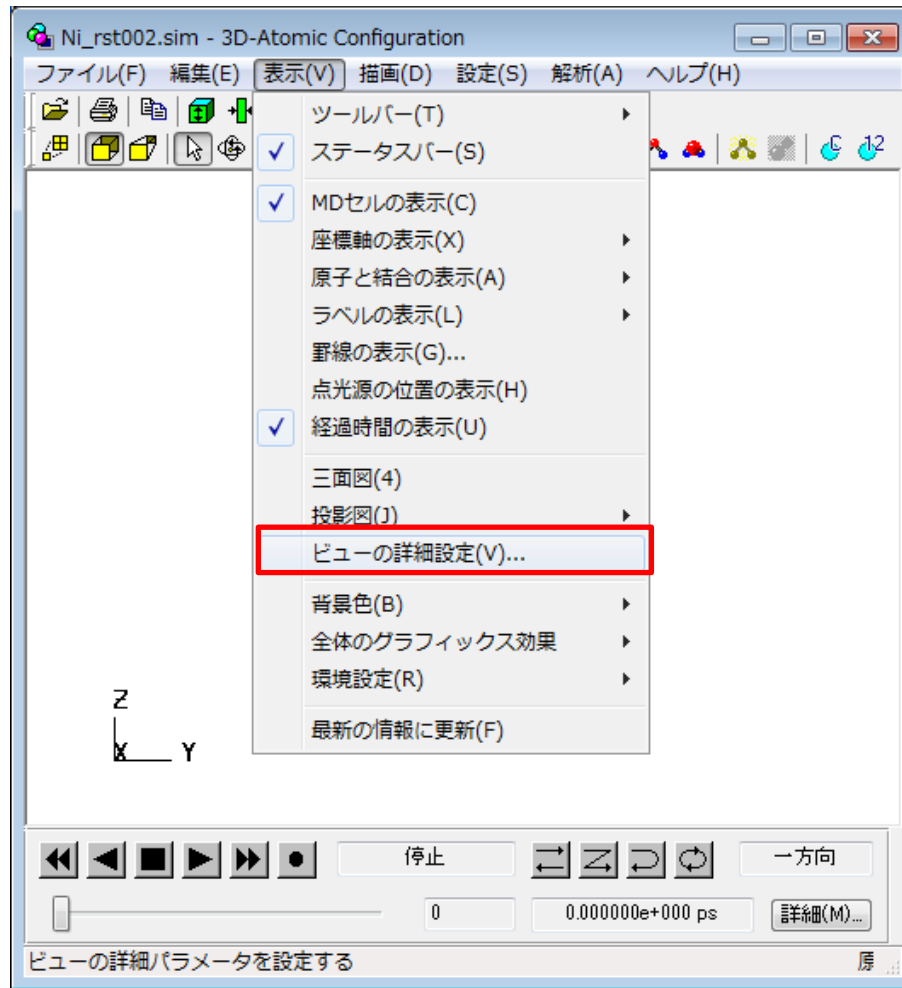 Ni_rst002.sim - 3D-Atomic Configuration
ファイル(F) 編集(E) 表示(V) 描画(D) 設定(S) 解析(A) ヘルプ(H)
ツールバー(T)
ステータスバー(S)
MDセルの表示(C)
座標軸の表示(X)
原子と結合の表示(A)
ラベルの表示(L)
罫線の表示(G)...
点光源の位置の表示(H)
経過時間の表示(U)
三面図(4)
投影図(J)
ビューの詳細設定(V)...
背景色(B)
全体のグラフィックス効果
環境設定(R)
最新の情報に更新(F)
Z
X Y
停止 一方向
0 0.000000e+000 ps 詳細(M)...
ビューの詳細パラメータを設定する 原